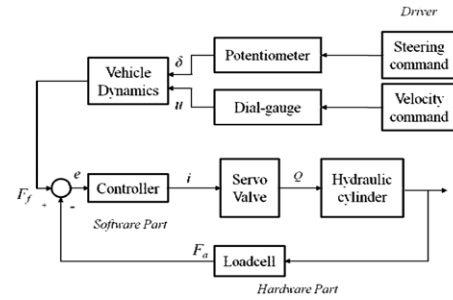 Driver
Steering
command
Potentiometer
δ
Vehicle
Dynamics
u
Dial-gauge
Velocity
command
e
Controller
i
Servo
Valve
Q
Hydraulic
cylinder
F_f
+
-
Software Part
F_a
Loadcell
Hardware Part